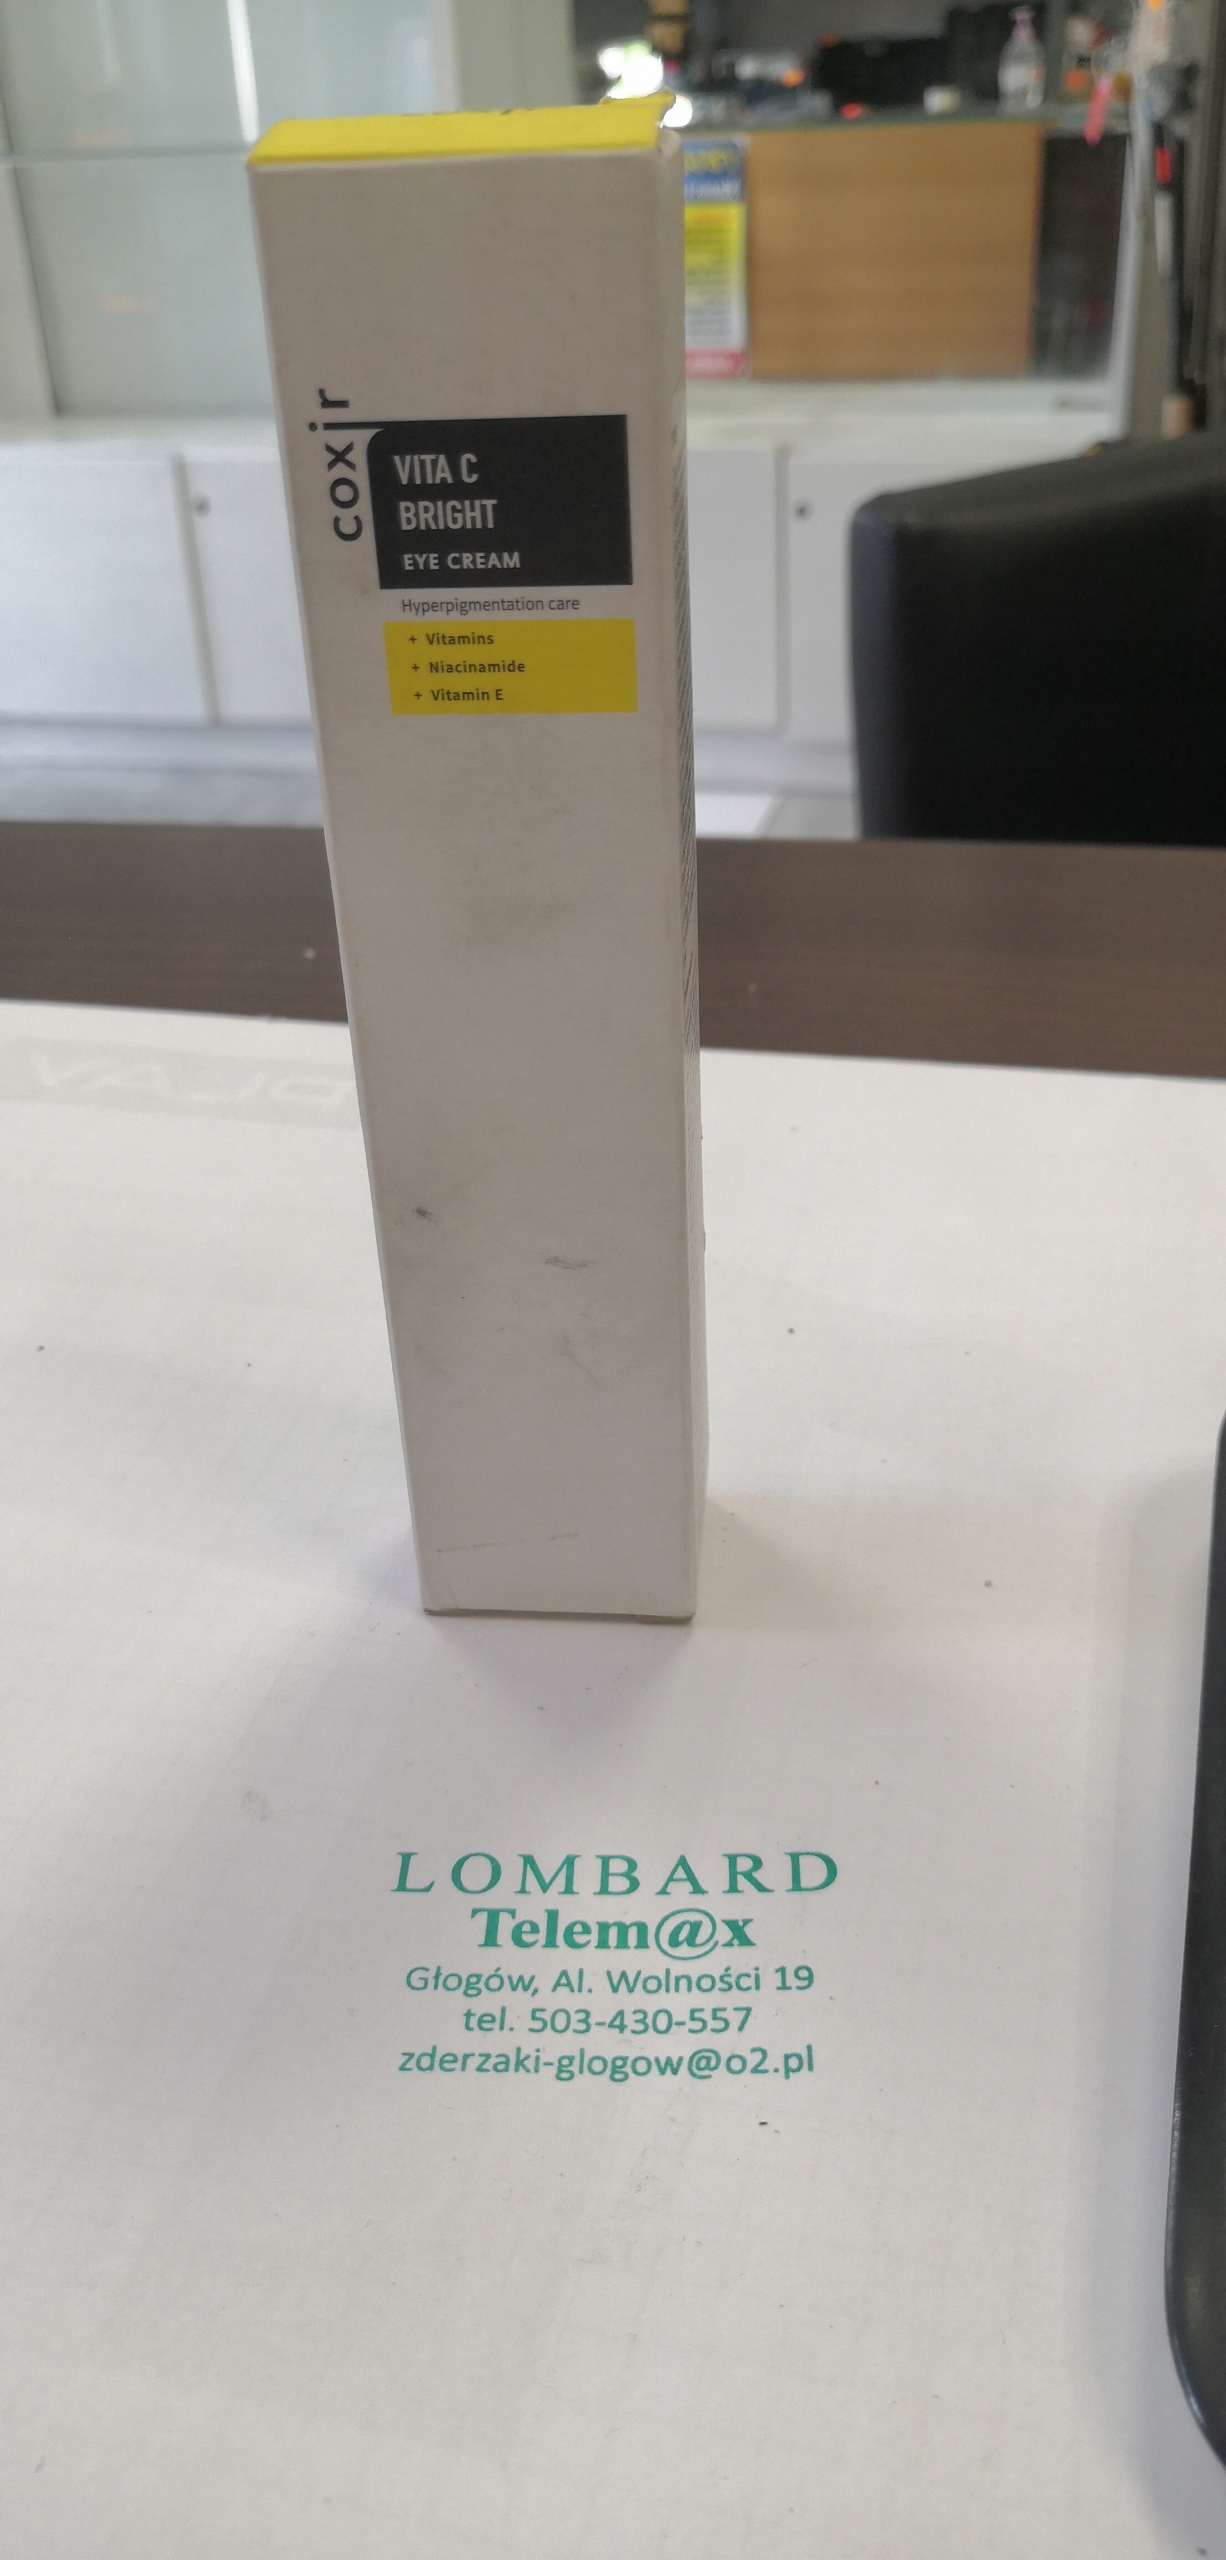 coxir
VITA C
BRIGHT
EYE CREAM
Hyperpigmentation care
+ Vitamins
+ Niacinamide
+ Vitamin E
LOMBARD
Telem@x
Głogów, Al. Wolności 19
tel. 503-430-557
zderzaki-glogow@o2.pl